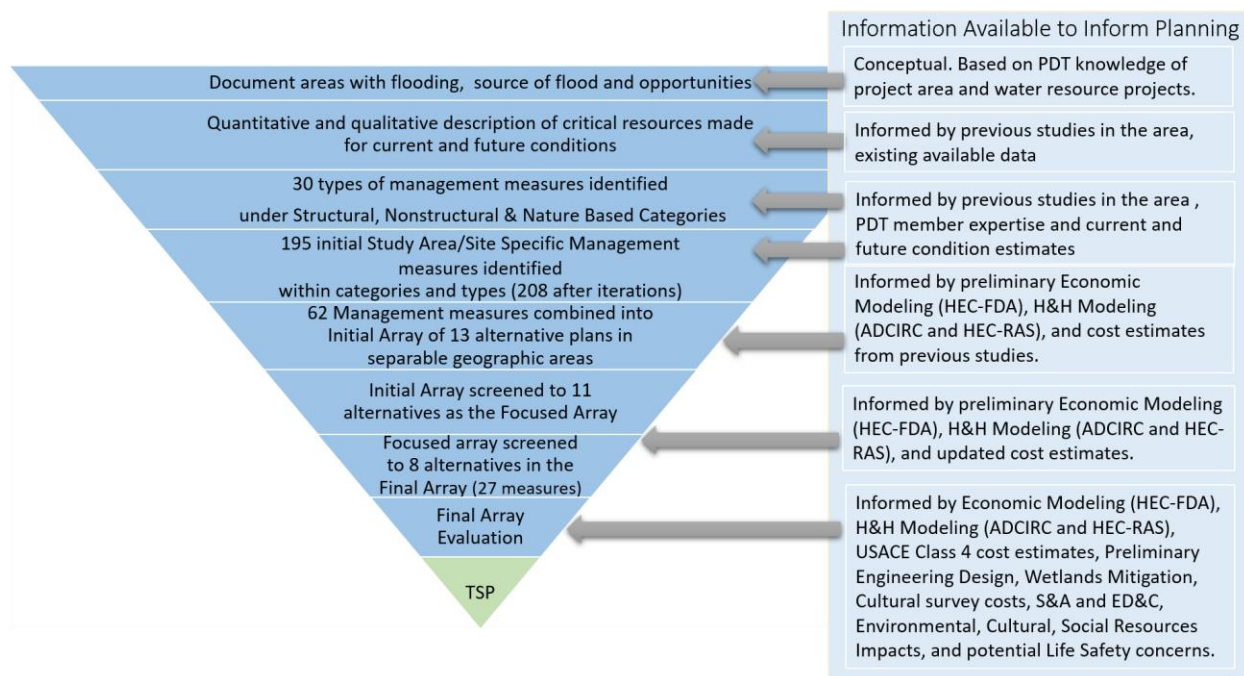 Information Available to Inform Planning
Document areas with flooding, source of flood and opportunities
Conceptual. Based on PDT knowledge of
project area and water resource projects.
Quantitative and qualitative description of critical resources made
for current and future conditions
Informed by previous studies in the area,
existing available data
30 types of management measures identified
under Structural, Nonstructural & Nature Based Categories
Informed by previous studies in the area ,
PDT member expertise and current and
future condition estimates
195 initial Study Area/Site Specific Management
measures identified
within categories and types (208 after iterations)
62 Management measures combined into
Initial Array of 13 alternative plans in
separable geographic areas
Informed by preliminary Economic
Modeling (HEC-FDA), H&H Modeling
(ADCIRC and HEC-RAS), and cost estimates
from previous studies.
Initial Array screened to 11
alternatives as the Focused Array
Informed by preliminary Economic Modeling
(HEC-FDA), H&H Modeling (ADCIRC and HEC-
RAS), and updated cost estimates.
Focused array screened
to 8 alternatives in the
Final Array (27 measures)
Final Array
Evaluation
Informed by Economic Modeling (HEC-FDA),
H&H Modeling (ADCIRC and HEC-RAS),
USACE Class 4 cost estimates, Preliminary
Engineering Design, Wetlands Mitigation,
Cultural survey costs, S&A and ED&C,
Environmental, Cultural, Social Resources
Impacts, and potential Life Safety concerns.
TSP